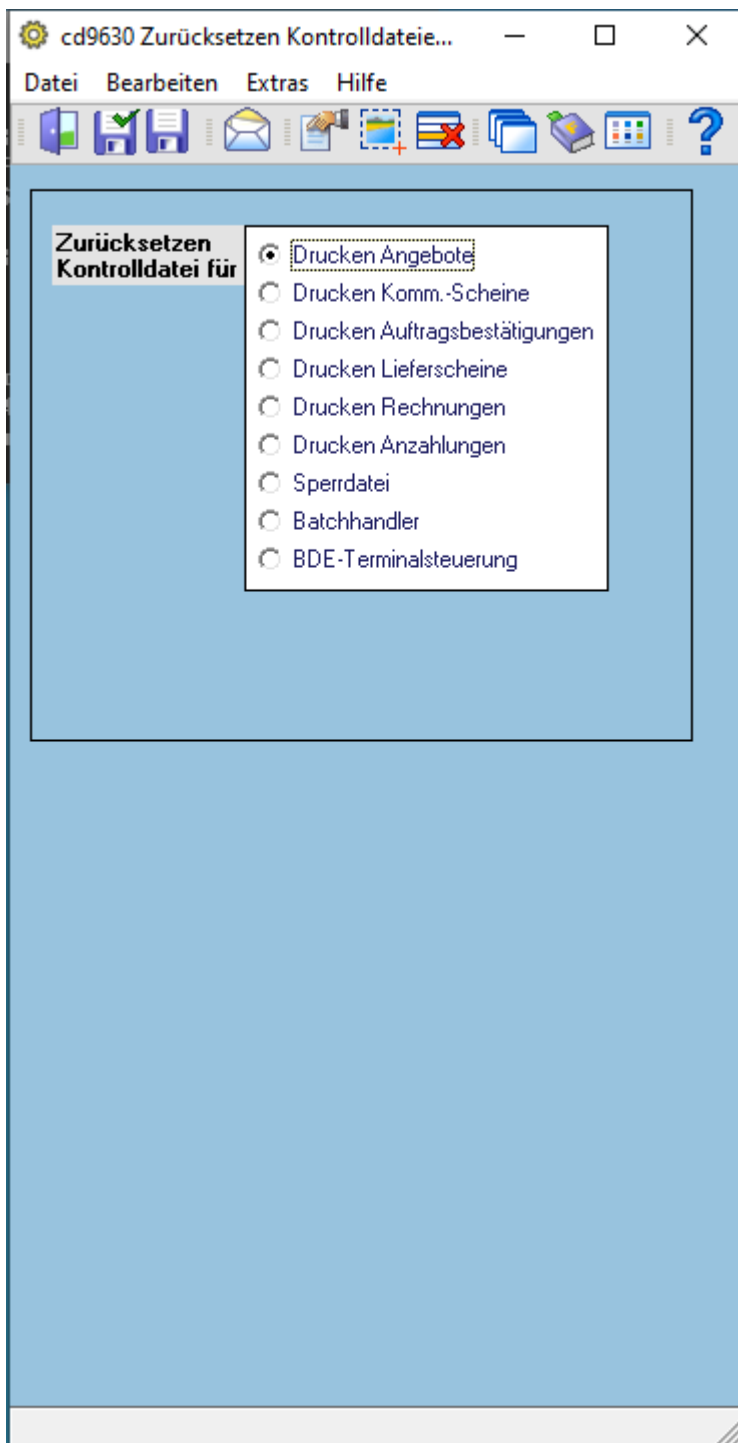 cd9630 Zurücksetzen Kontrolldateie...
Datei Bearbeiten Extras Hilfe
Zurücksetzen
Kontrolldatei für
Drucken Angebote
Drucken Komm.-Scheine
Drucken Auftragsbestätigungen
Drucken Lieferscheine
Drucken Rechnungen
Drucken Anzahlungen
Sperrdatei
Batchhandler
BDE-Terminalsteuerung